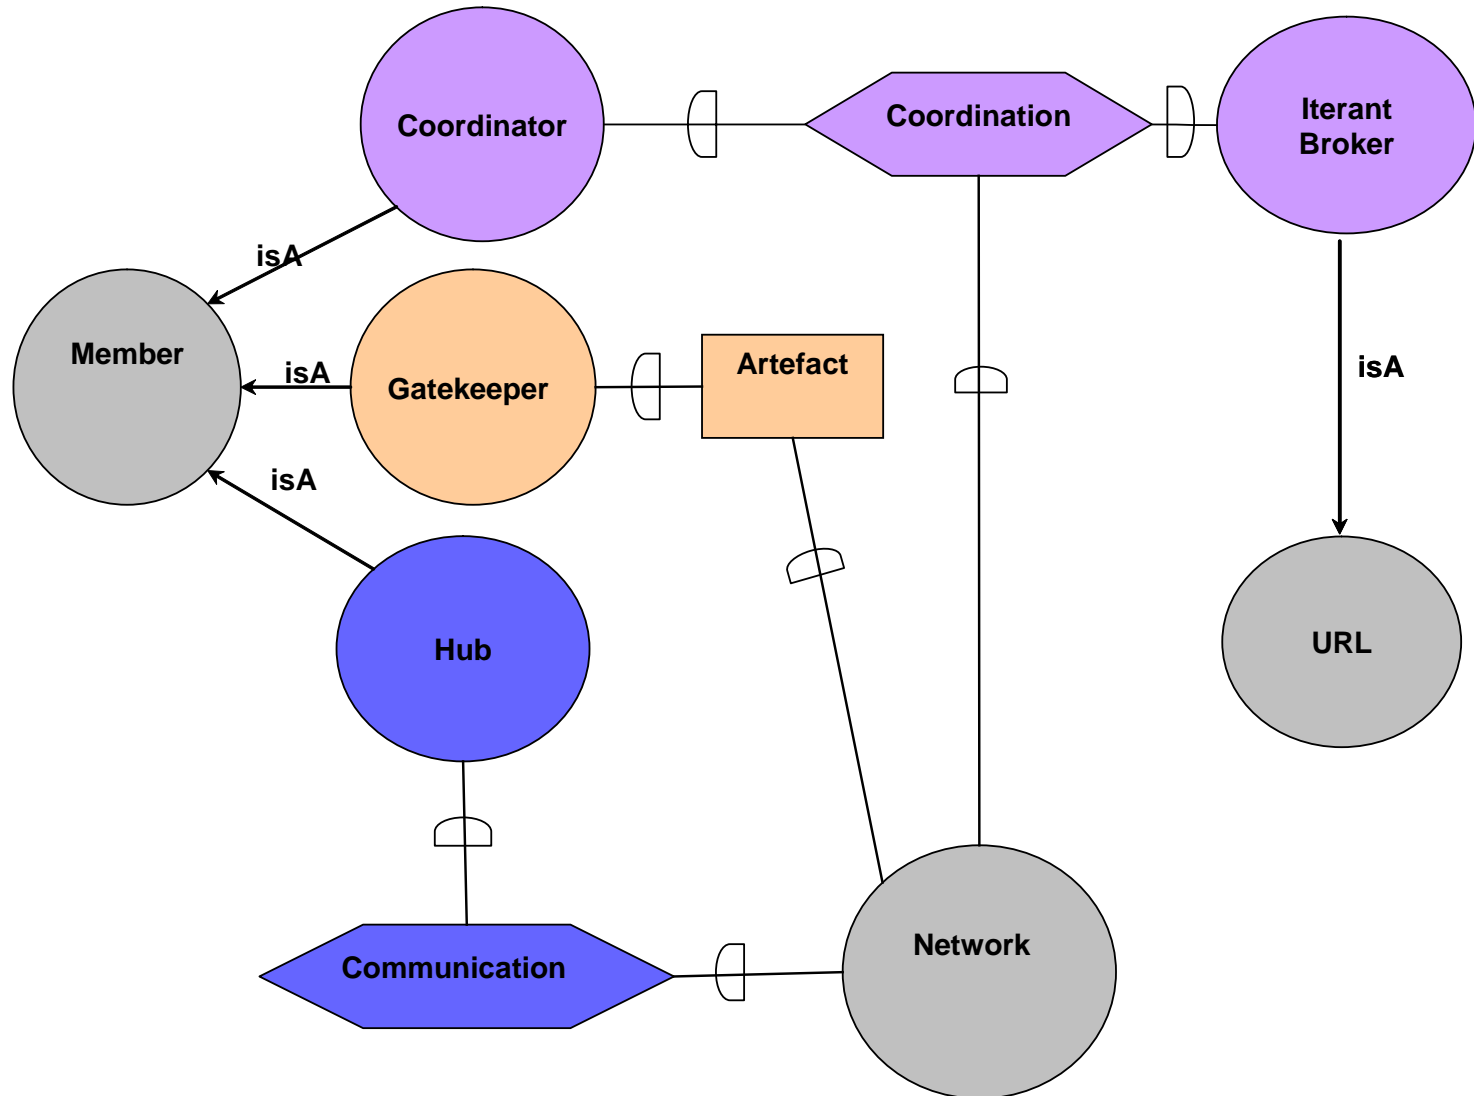 Coordinator
Coordination
Iterant
Broker
isA
Member
isA
Gatekeeper
Artefact
isA
isA
Hub
URL
Communication
Network